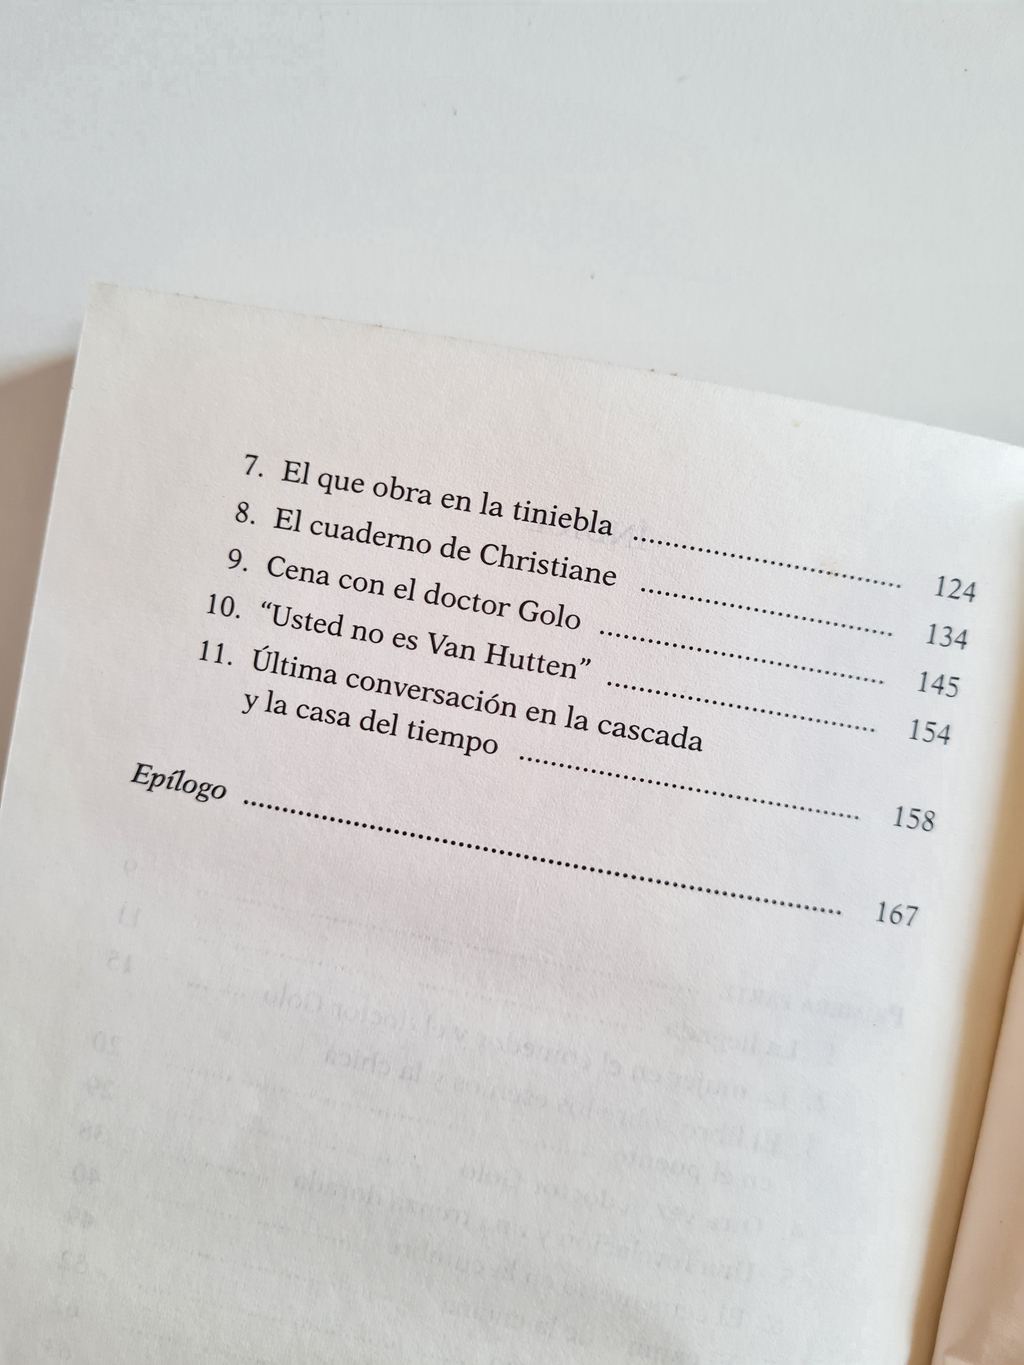 7. El que obra en la tiniebla ........................................ 124
8. El cuaderno de Christiane ..................................... 134
9. Cena con el doctor Golo ......................................... 145
10. “Usted no es Van Hutten” ....................................... 154
11. Última conversación en la cascada
y la casa del tiempo ................................................. 158
Epílogo ........................................................................................ 167